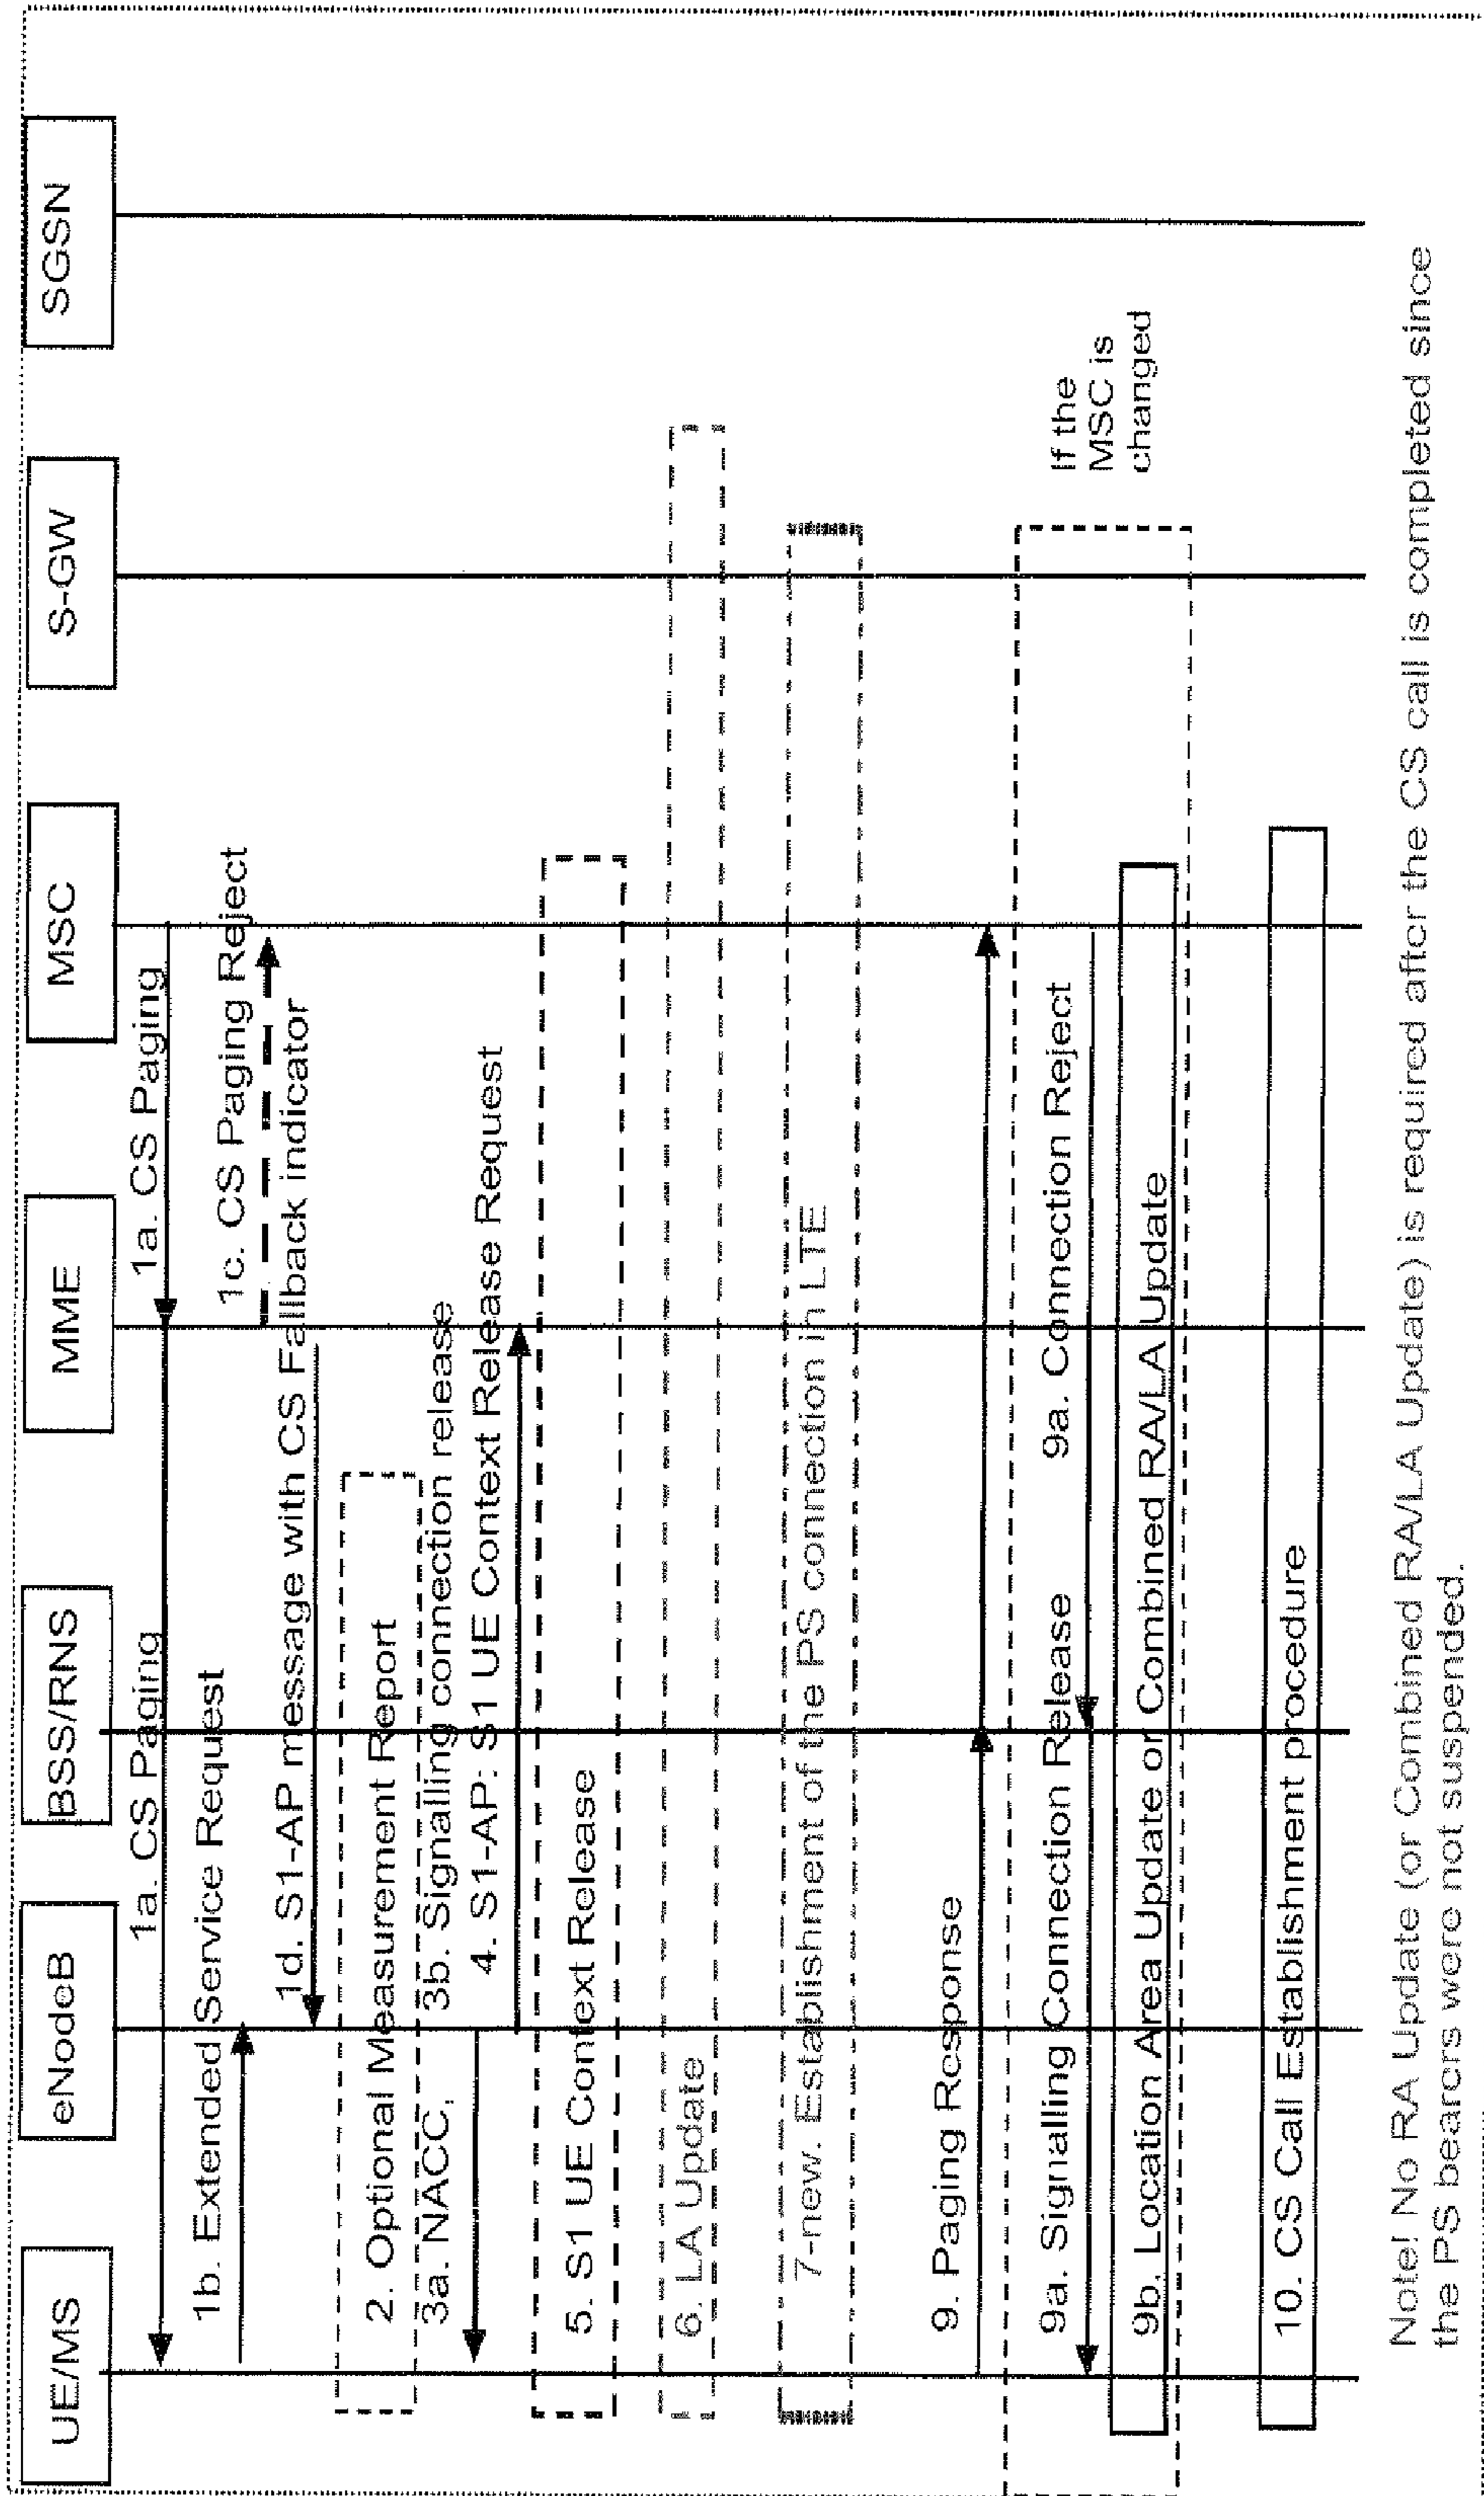 UE/MS
eNodeB
BSS/RNS
MME
MSC
S-GW
SGSN
1a. CS Paging
1a. CS Paging
1b. Extended Service Request
1c. CS Paging Reject
1d. S1-AP message with CS Fallback indicator
2. Optional Measurement Report
3a. NACC,
3b. Signalling connection release
4. S1-AP: S1 UE Context Release Request
5. S1 UE Context Release
6. LA Update
7-new. Establishment of the PS connection in LTE
9. Paging Response
If the
MSC is
changed
9a. Signalling Connection Release
9a. Connection Reject
9b. Location Area Update or Combined RA/LA Update
10. CS Call Establishment procedure
Note! No RA Update (or Combined RA/LA Update) is required after the CS call is completed since
the PS bearers were not suspended.